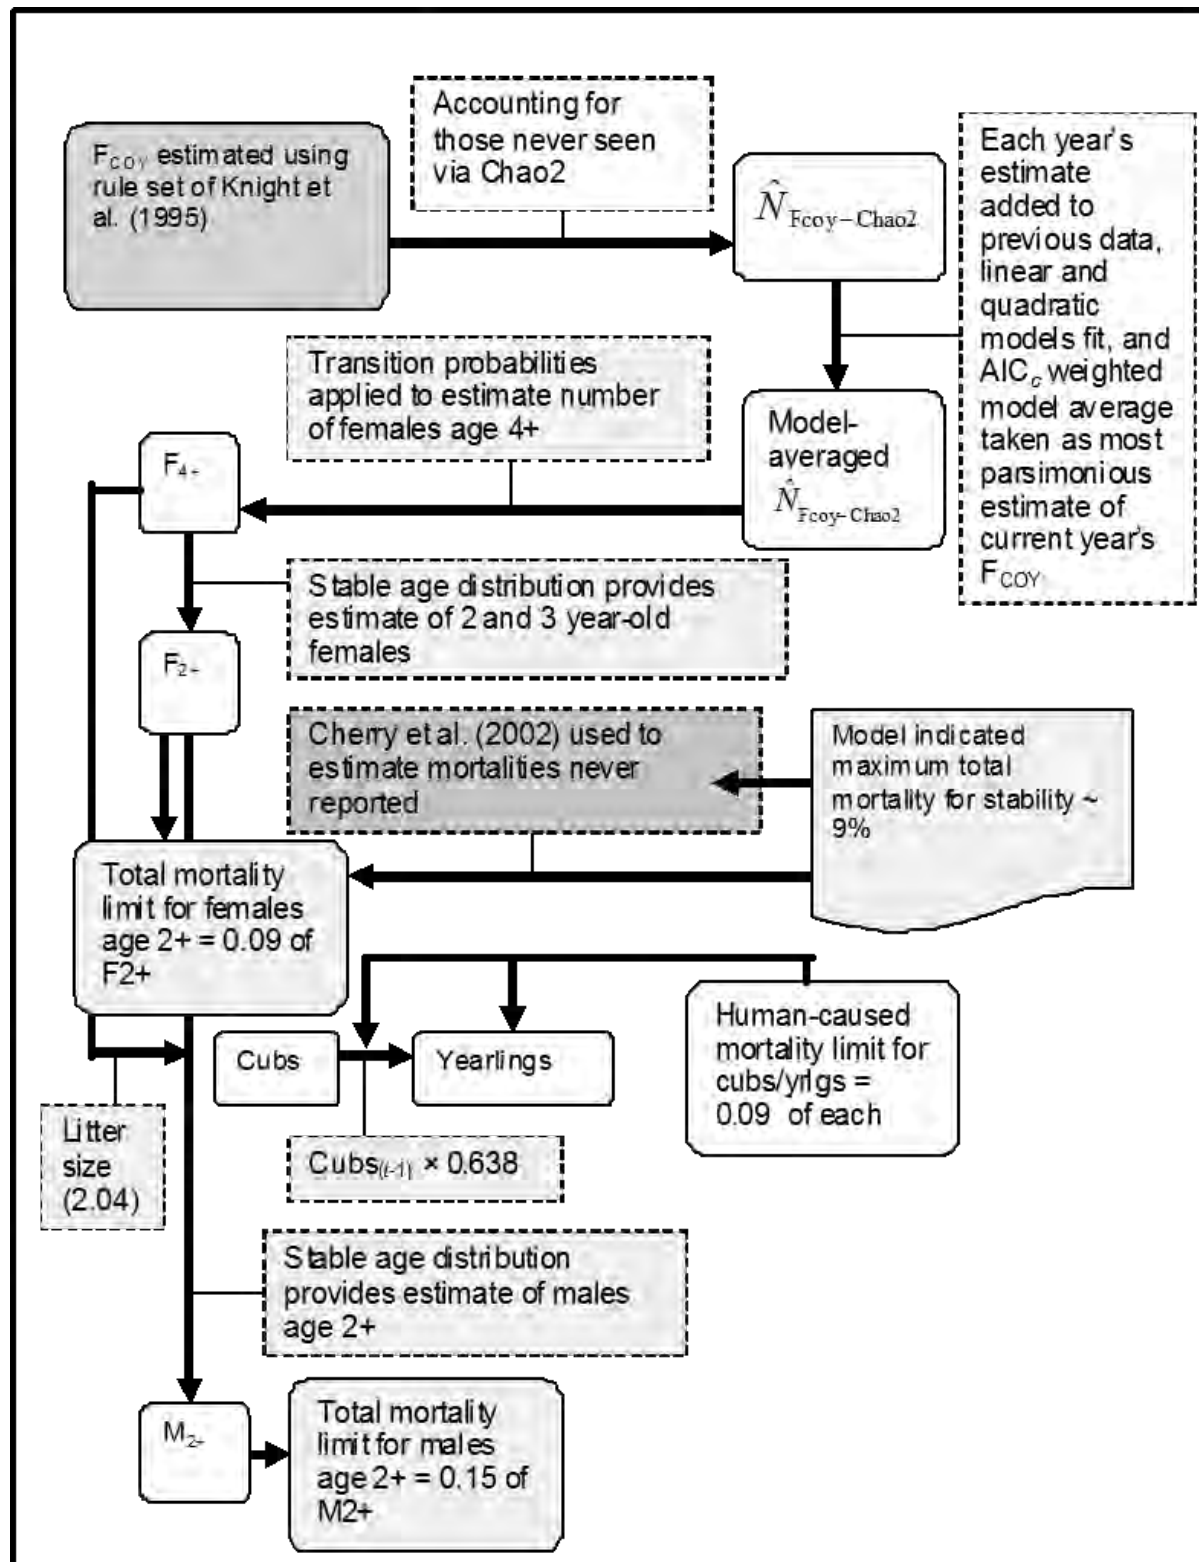 Accounting for
those never seen
via Chao2
F_COY estimated using
rule set of Knight et
al. (1995)
N̂_Fcoy−Chao2
Each year's
estimate
added to
previous data,
linear and
quadratic
models fit, and
AIC_c weighted
model average
taken as most
parsimonious
estimate of
current year's
F_COY
Transition probabilities
applied to estimate number
of females age 4+
Model-
averaged
N̂_Fcoy−Chao2
F_4+
Stable age distribution provides
estimate of 2 and 3 year-old
females
F_2+
Cherry et al. (2002) used to
estimate mortalities never
reported
Model indicated
maximum total
mortality for stability ~
9%
Total mortality
limit for females
age 2+ = 0.09 of
F2+
Cubs
Yearlings
Human-caused
mortality limit for
cubs/yrlgs =
0.09 of each
Litter
size
(2.04)
Cubs_(t-1) × 0.638
Stable age distribution
provides estimate of males
age 2+
M_2+
Total mortality
limit for males
age 2+ = 0.15 of
M2+